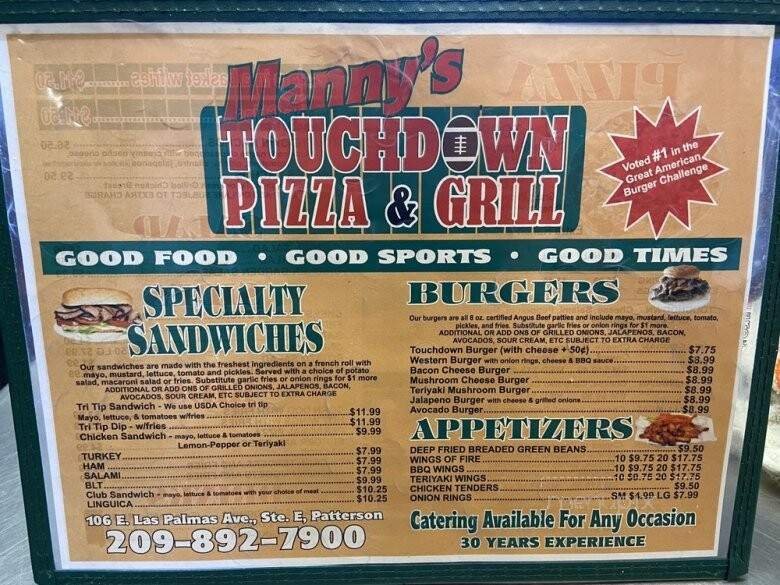 Manny's
TOUCHDOWN
PIZZA & GRILL
Voted #1 in the
Great American
Burger Challenge
GOOD FOOD • GOOD SPORTS • GOOD TIMES
SPECIALTY
SANDWICHES
Our sandwiches are made with the freshest ingredients on a french roll with
mayo, mustard, lettuce, tomato and pickles. Served with a choice of potato
salad, macaroni salad or fries. Substitute garlic fries or onion rings for $1 more
ADDITIONAL OR ADD ONS OF GRILLED ONIONS, JALAPENOS, BACON,
AVOCADOS, SOUR CREAM, ETC SUBJECT TO EXTRA CHARGE
Tri Tip Sandwich - We use USDA Choice tri tip
Mayo, lettuce, & tomatoes w/fries $11.99
Tri Tip Dip - w/fries $11.99
Chicken Sandwich - mayo, lettuce & tomatoes $9.99
Lemon-Pepper or Teriyaki
TURKEY $7.99
HAM $7.99
SALAMI $7.99
BLT $9.99
Club Sandwich - mayo, lettuce & tomatoes with your choice of meat $10.25
LINGUICA $10.25
106 E. Las Palmas Ave., Ste. E, Patterson
209-892-7900
BURGERS
Our burgers are all 8 oz. certified Angus Beef patties and include mayo, mustard, lettuce, tomato,
pickles, and fries. Substitute garlic fries or onion rings for $1 more.
ADDITIONAL OR ADD ONS OF GRILLED ONIONS, JALAPENOS, BACON,
AVOCADOS, SOUR CREAM, ETC SUBJECT TO EXTRA CHARGE
Touchdown Burger (with cheese + 50¢) $7.75
Western Burger with onion rings, cheese & BBQ sauce $8.99
Bacon Cheese Burger $8.99
Mushroom Cheese Burger $8.99
Teriyaki Mushroom Burger $8.99
Jalapeno Burger with cheese & grilled onions $8.99
Avocado Burger $8.99
APPETIZERS
DEEP FRIED BREADED GREEN BEANS $9.50
WINGS OF FIRE 10 $9.75 20 $17.75
BBQ WINGS 10 $9.75 20 $17.75
TERIYAKI WINGS 10 $9.75 20 $17.75
CHICKEN TENDERS $9.50
ONION RINGS SM $4.99 LG $7.99
Catering Available For Any Occasion
30 YEARS EXPERIENCE